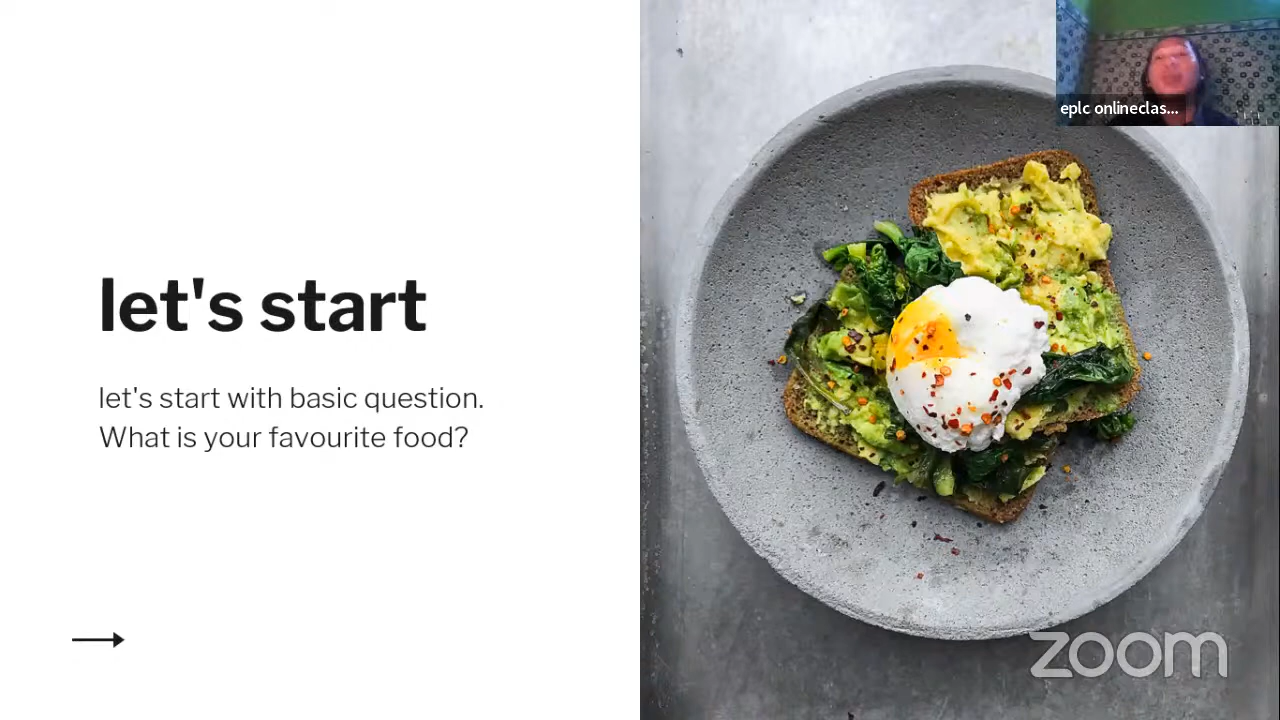 eplc onlineclas...
let's start
let's start with basic question.
What is your favourite food?
zoom